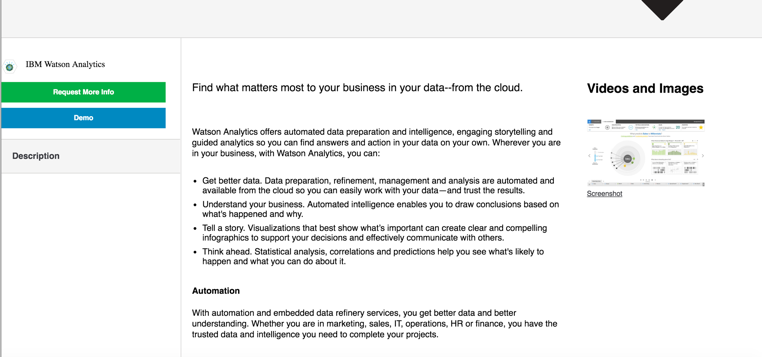 IBM Watson Analytics
Request More Info
Demo
Description
Find what matters most to your business in your data--from the cloud.
Watson Analytics offers automated data preparation and intelligence, engaging storytelling and
guided analytics so you can find answers and action in your data on your own. Wherever you are
in your business, with Watson Analytics, you can:
• Get better data. Data preparation, refinement, management and analysis are automated and
available from the cloud so you can easily work with your data—and trust the results.
• Understand your business. Automated intelligence enables you to draw conclusions based on
what's happened and why.
• Tell a story. Visualizations that best show what's important can create clear and compelling
infographics to support your decisions and effectively communicate with others.
• Think ahead. Statistical analysis, correlations and predictions help you see what's likely to
happen and what you can do about it.
Automation
With automation and embedded data refinery services, you get better data and better
understanding. Whether you are in marketing, sales, IT, operations, HR or finance, you have the
trusted data and intelligence you need to complete your projects.
Videos and Images
Screenshot